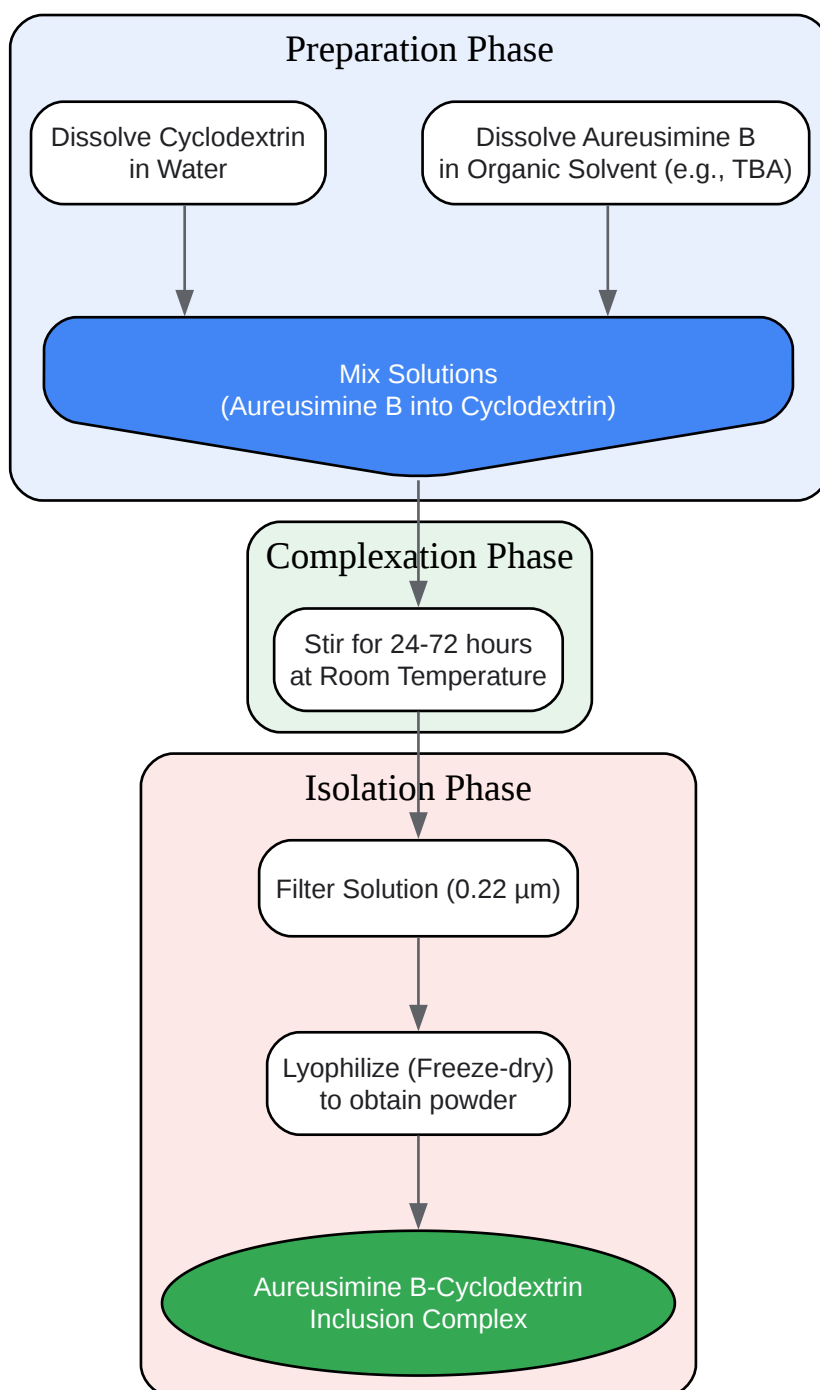 Preparation Phase
Dissolve Cyclodextrin
in Water
Dissolve Aureusimine B
in Organic Solvent (e.g., TBA)
Mix Solutions
(Aureusimine B into Cyclodextrin)
Complexation Phase
Stir for 24-72 hours
at Room Temperature
Isolation Phase
Filter Solution (0.22 µm)
Lyophilize (Freeze-dry)
to obtain powder
Aureusimine B-Cyclodextrin
Inclusion Complex